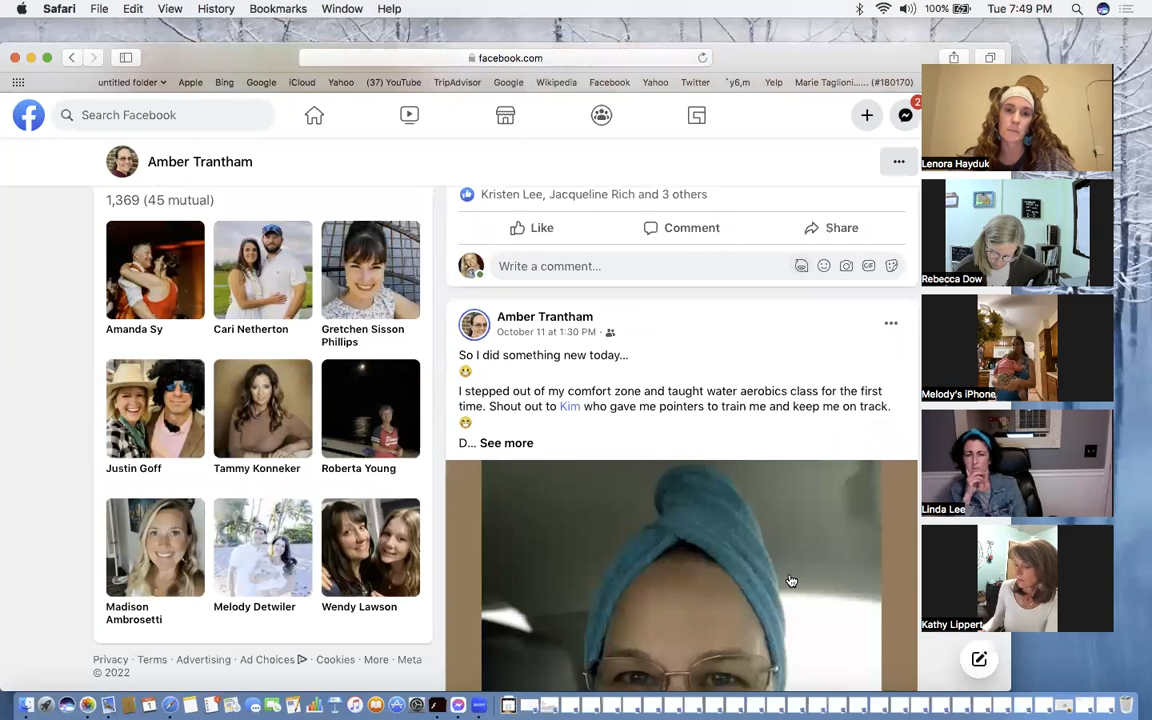 Safari File Edit View History Bookmarks Window Help
100% Tue 7:49 PM
facebook.com
untitled folder Apple Bing Google iCloud Yahoo (37) YouTube TripAdvisor Google Wikipedia Facebook Yahoo Twitter `y6,m Yelp Marie Taglioni...... (#180170)
Search Facebook
2
Amber Trantham
1,369 (45 mutual)
Amanda Sy
Cari Netherton
Gretchen Sisson
Phillips
Justin Goff
Tammy Konneker
Roberta Young
Madison
Ambrosetti
Melody Detwiler
Wendy Lawson
Privacy · Terms · Advertising · Ad Choices · Cookies · More · Meta
© 2022
Kristen Lee, Jacqueline Rich and 3 others
Like Comment Share
Write a comment...
GIF
Amber Trantham
October 11 at 1:30 PM ·
So I did something new today...
😀
I stepped out of my comfort zone and taught water aerobics class for the first
time. Shout out to Kim who gave me pointers to train me and keep me on track.
😁
D... See more
Lenora Hayduk
Rebecca Dow
Melody's iPhone
Linda Lee
Kathy Lippert